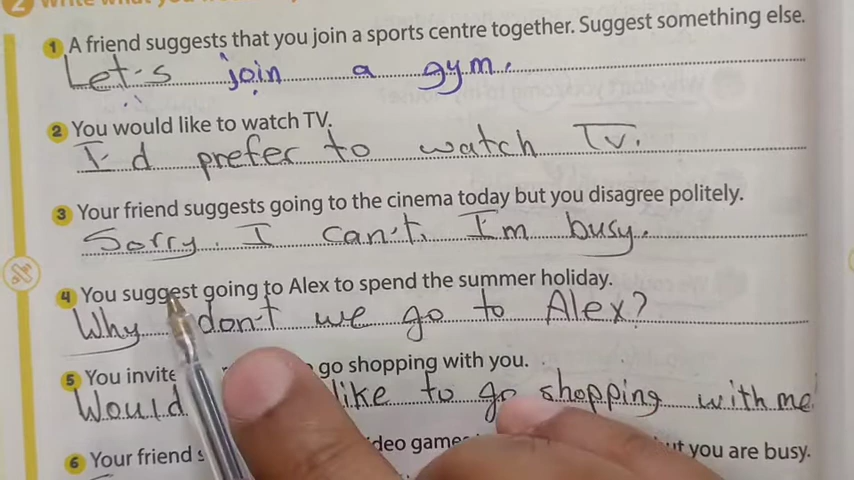 1 A friend suggests that you join a sports centre together. Suggest something else.
Let's join a gym.
2 You would like to watch TV.
I'd prefer to watch Tv.
3 Your friend suggests going to the cinema today but you disagree politely.
Sorry. I can't. I'm busy.
4 You suggest going to Alex to spend the summer holiday.
Why don't we go to Alex?
5 You invite go shopping with you.
Would like to go shopping with me
6 Your friend video game you are busy.